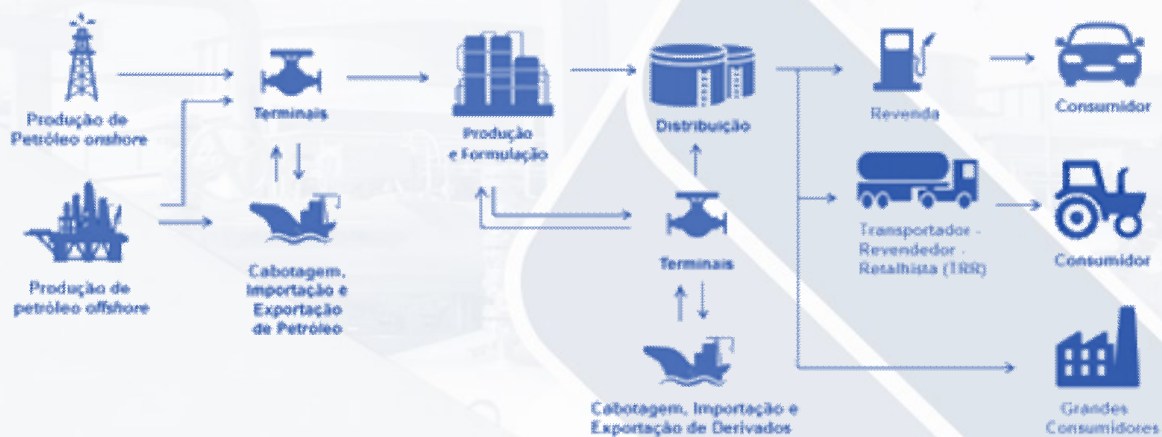 Produção de
Petróleo onshore
Terminais
Produção
e Formulação
Distribuição
Revenda
Consumidor
Produção de
petróleo offshore
Cabotagem,
Importação e
Exportação
de Petróleo
Terminais
Transportador -
Revendedor -
Retalhista (TRR)
Consumidor
Cabotagem, Importação e
Exportação de Derivados
Grandes
Consumidores